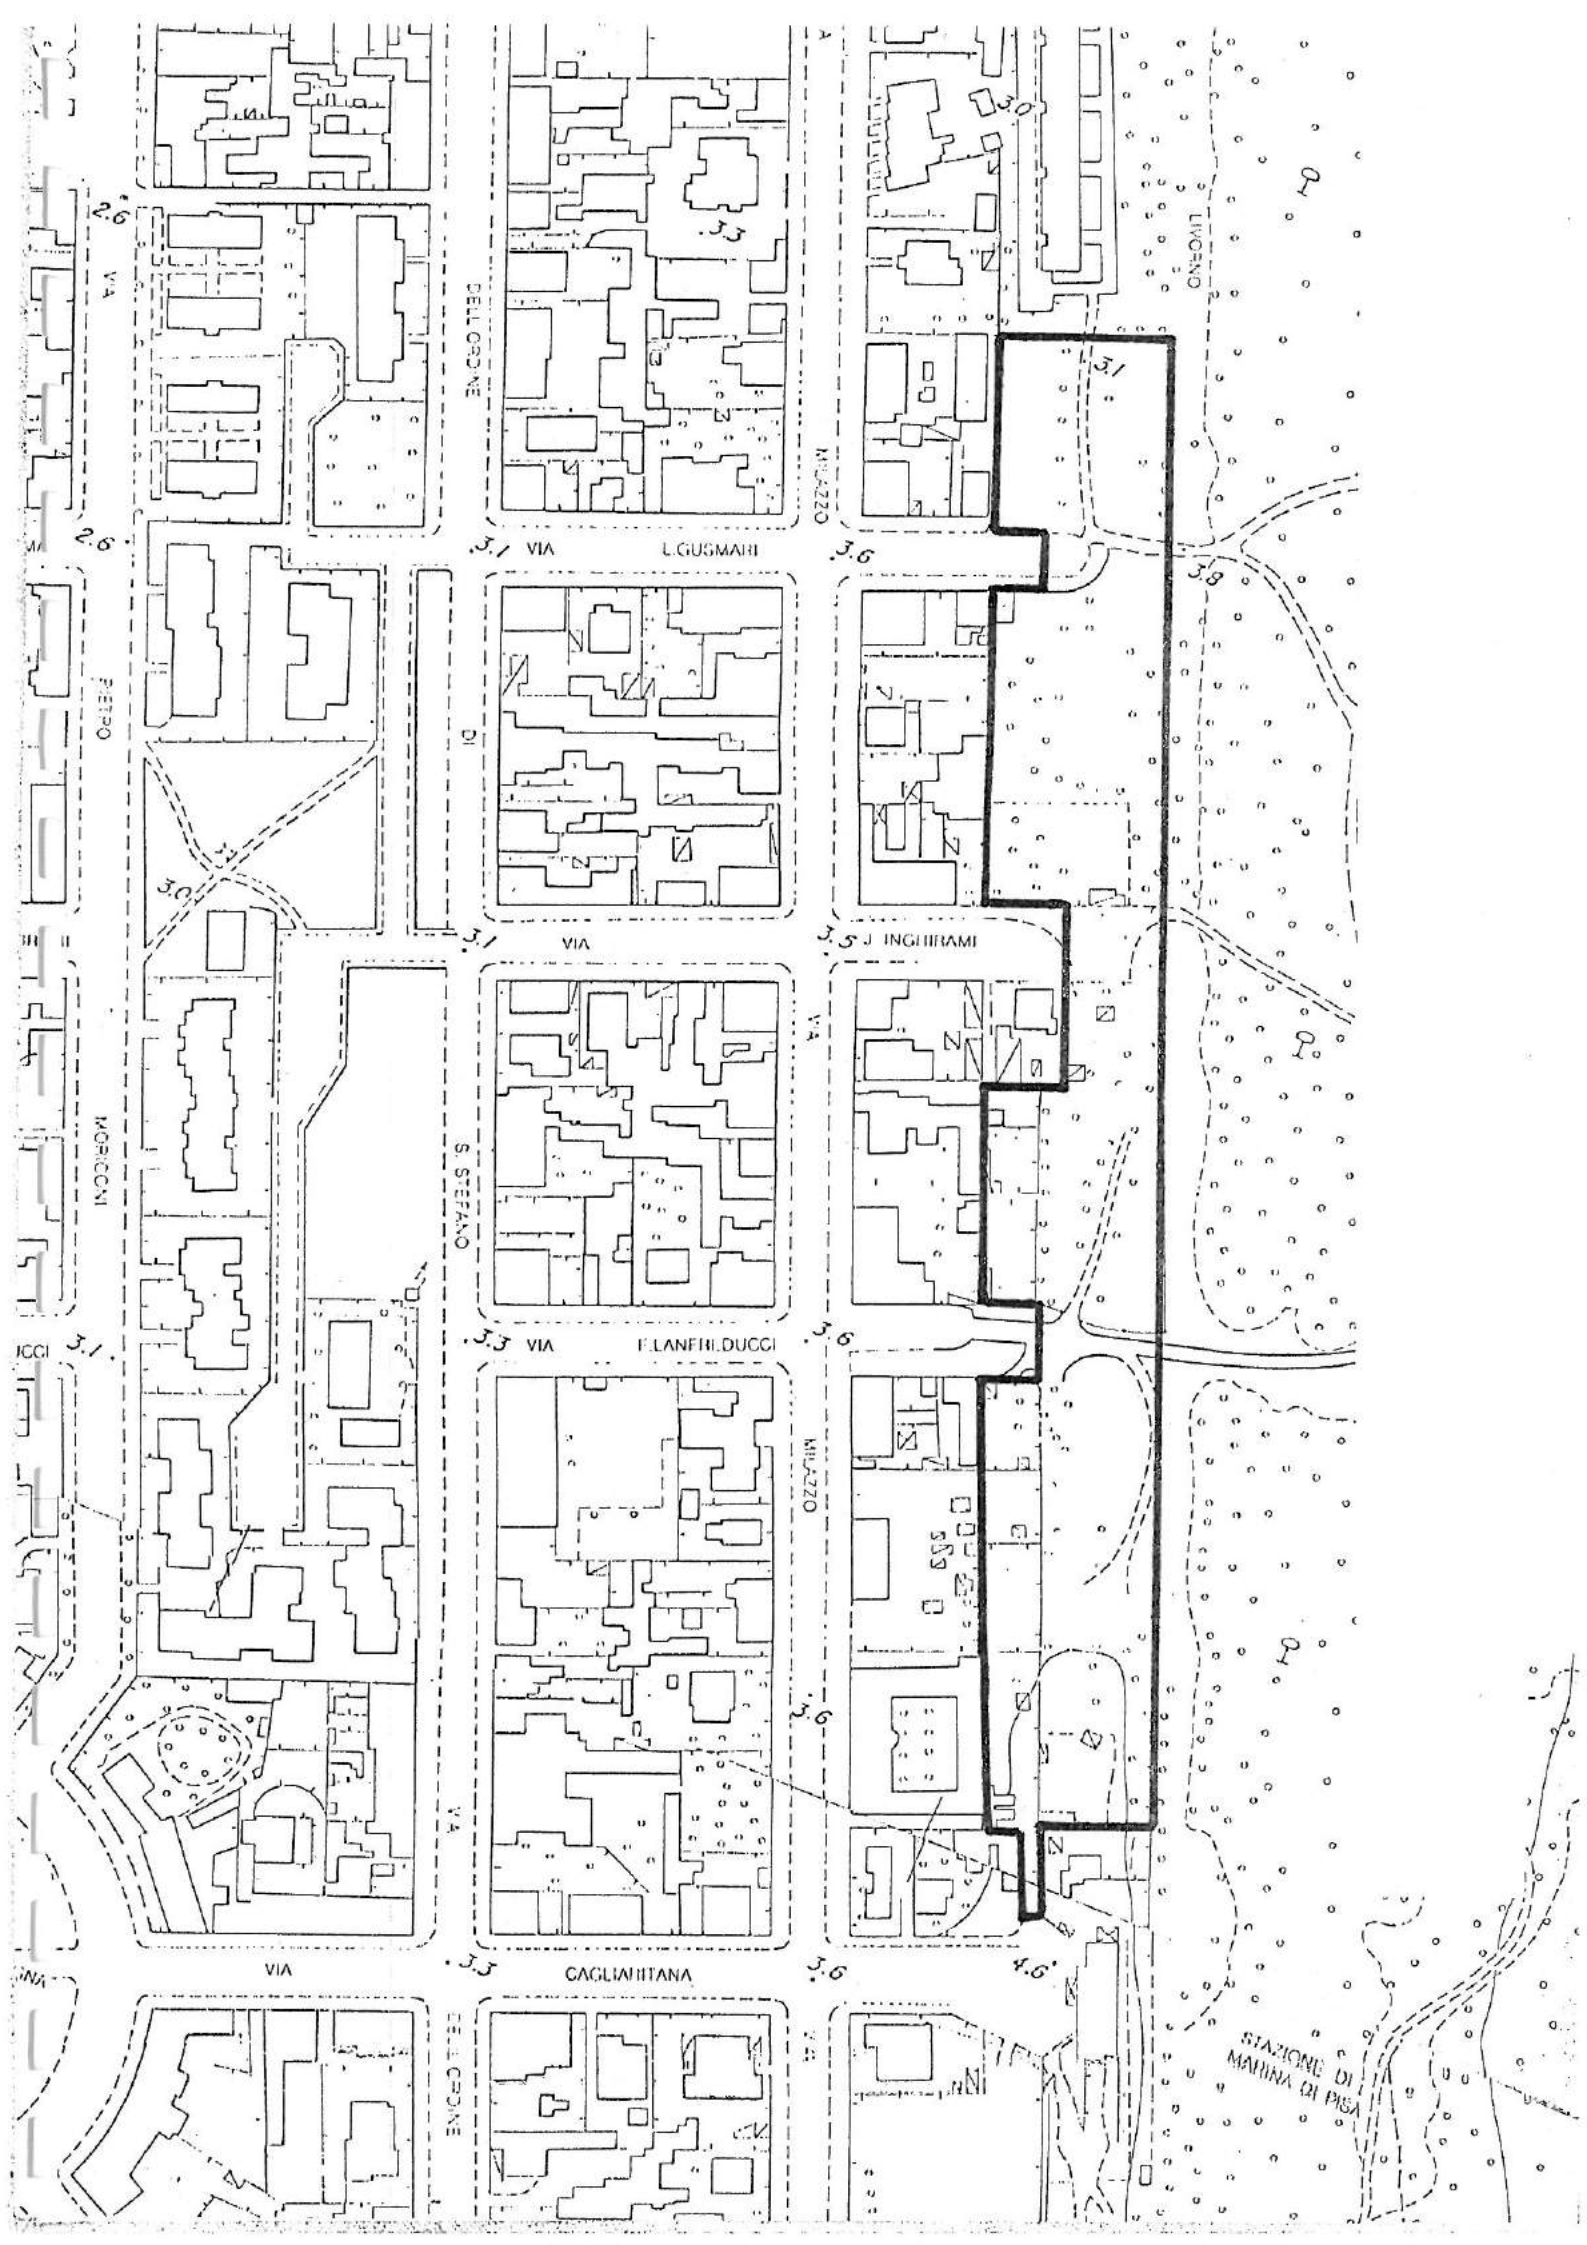 A
3.0
2.6
VIA
LIVORNO
3.3
DELL'ORDINE
3.1
MILAZZO
2.6
3.1 VIA L.GUSMARI
3.6
3.8
PIETRO
DI
3.0
3.1 VIA
3.5 J. INGHIRAMI
VIA
MORICONI
S. STEFANO
UCCI 3.1
3.3 VIA F.LANFR.DUCCI
3.6
MILAZZO
3.6
VIA
VIA
3.3 CAGLIARITANA
3.6
4.6
DELL'ORDINE
VIA
STAZIONE DI
MARINA DI PISA